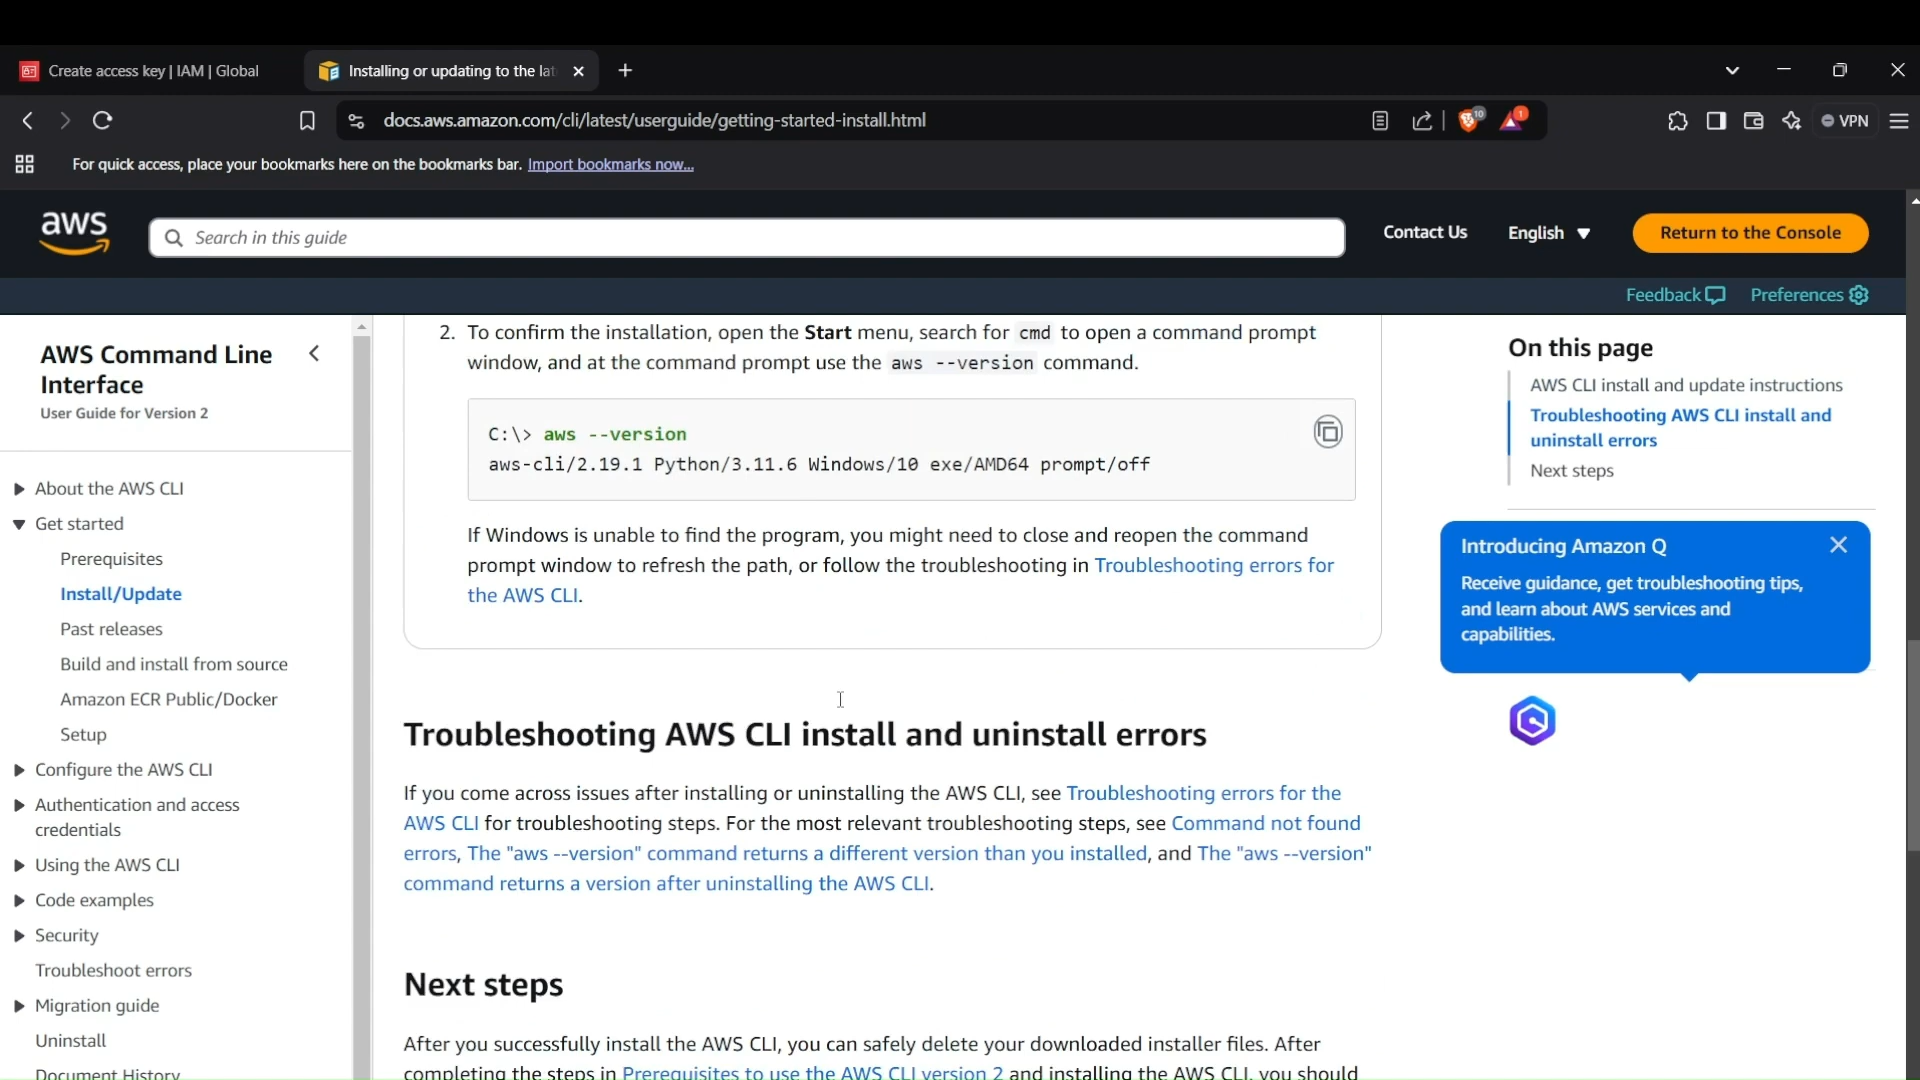 Create access key | IAM | Global
Installing or updating to the lat
docs.aws.amazon.com/cli/latest/userguide/getting-started-install.html
10
1
VPN
For quick access, place your bookmarks here on the bookmarks bar. Import bookmarks now...
aws
Search in this guide
Contact Us
English
Return to the Console
Feedback
Preferences
AWS Command Line
Interface
User Guide for Version 2
About the AWS CLI
Get started
Prerequisites
Install/Update
Past releases
Build and install from source
Amazon ECR Public/Docker
Setup
Configure the AWS CLI
Authentication and access
credentials
Using the AWS CLI
Code examples
Security
Troubleshoot errors
Migration guide
Uninstall
Document History
2. To confirm the installation, open the Start menu, search for cmd to open a command prompt
window, and at the command prompt use the aws --version command.
C:\> aws --version
aws-cli/2.19.1 Python/3.11.6 Windows/10 exe/AMD64 prompt/off
If Windows is unable to find the program, you might need to close and reopen the command
prompt window to refresh the path, or follow the troubleshooting in Troubleshooting errors for
the AWS CLI.
Troubleshooting AWS CLI install and uninstall errors
If you come across issues after installing or uninstalling the AWS CLI, see Troubleshooting errors for the
AWS CLI for troubleshooting steps. For the most relevant troubleshooting steps, see Command not found
errors, The "aws --version" command returns a different version than you installed, and The "aws --version"
command returns a version after uninstalling the AWS CLI.
Next steps
After you successfully install the AWS CLI, you can safely delete your downloaded installer files. After
completing the steps in Prerequisites to use the AWS CLI version 2 and installing the AWS CLI, you should
On this page
AWS CLI install and update instructions
Troubleshooting AWS CLI install and
uninstall errors
Next steps
Introducing Amazon Q
Receive guidance, get troubleshooting tips,
and learn about AWS services and
capabilities.